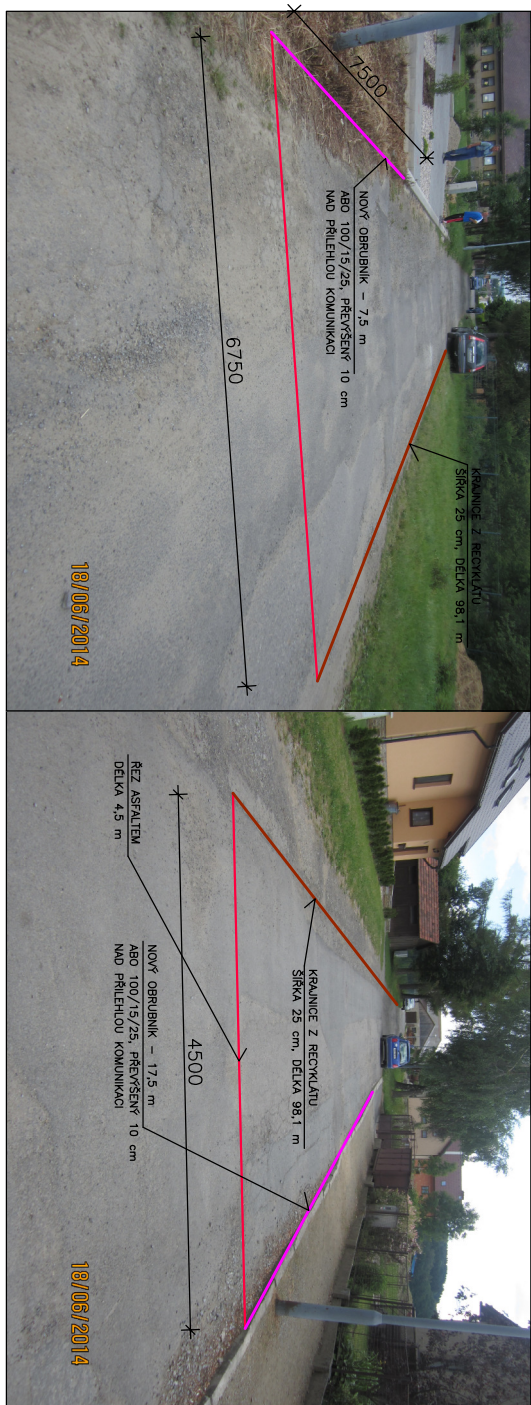 7500
NOVÝ OBRUBNÍK – 7,5 m
ABO 100/15/25, PŘEVÝŠENÝ 10 cm
NAD PŘILEHLOU KOMUNIKACI
KRAJNICE Z RECYKLÁTU
ŠÍŘKA 25 cm, DÉLKA 98,1 m
6750
18/06/2014
KRAJNICE Z RECYKLÁTU
ŠÍŘKA 25 cm, DÉLKA 98,1 m
4500
ŘEZ ASFALTEM
DÉLKA 4,5 m
NOVÝ OBRUBNÍK – 17,5 m
ABO 100/15/25, PŘEVÝŠENÝ 10 cm
NAD PŘILEHLOU KOMUNIKACI
18/06/2014